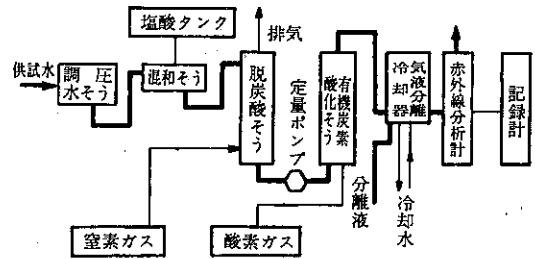 塩酸タンク
排気
供試水
調圧
水そう
混和そう
脱炭酸そう
定量ポンプ
有機炭素
酸化そう
気液分離
冷却器
赤外線分析計
記録計
分離液
冷却水
窒素ガス
酸素ガス